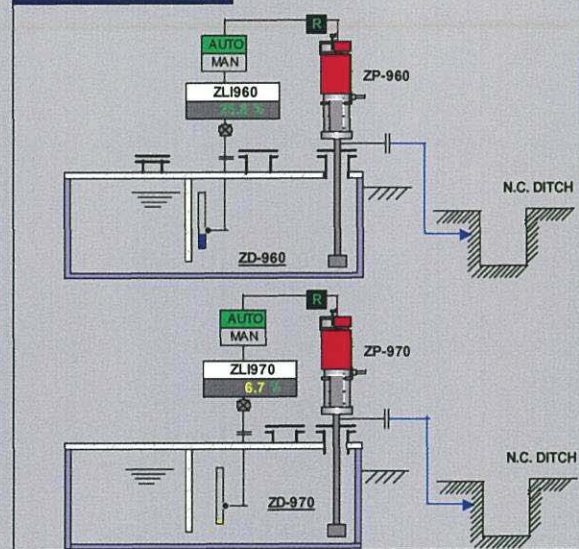 R
AUTO
MAN
ZP-960
ZLI960
N.C. DITCH
ZD-960
R
AUTO
MAN
ZP-970
ZLI970
6.7 %
N.C. DITCH
ZD-970